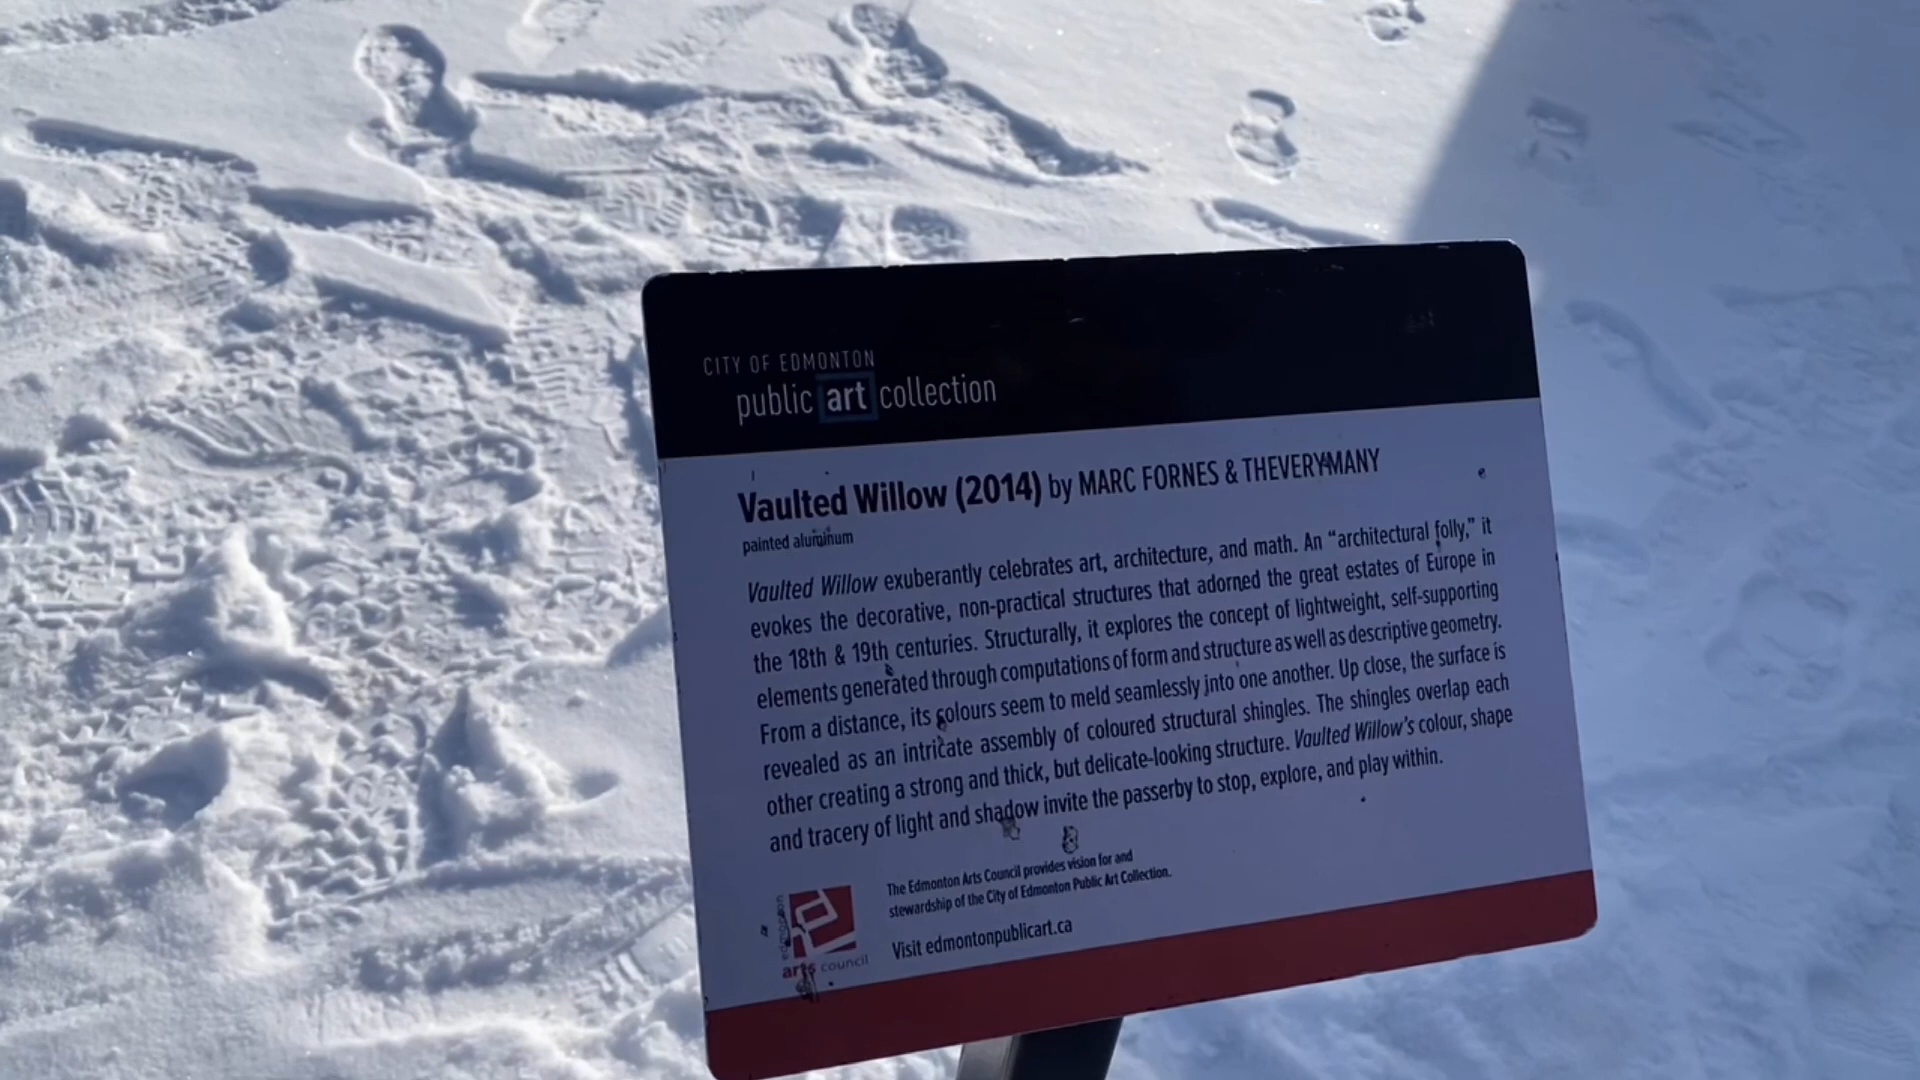 CITY OF EDMONTON
public art collection
Vaulted Willow (2014) by MARC FORNES & THEVERYMANY
painted aluminum
Vaulted Willow exuberantly celebrates art, architecture, and math. An “architectural folly,” it
evokes the decorative, non-practical structures that adorned the great estates of Europe in
the 18th & 19th centuries. Structurally, it explores the concept of lightweight, self-supporting
elements generated through computations of form and structure as well as descriptive geometry.
From a distance, its colours seem to meld seamlessly into one another. Up close, the surface is
revealed as an intricate assembly of coloured structural shingles. The shingles overlap each
other creating a strong and thick, but delicate-looking structure. Vaulted Willow’s colour, shape
and tracery of light and shadow invite the passerby to stop, explore, and play within.
edmonton
arts council
The Edmonton Arts Council provides vision for and
stewardship of the City of Edmonton Public Art Collection.
Visit edmontonpublicart.ca